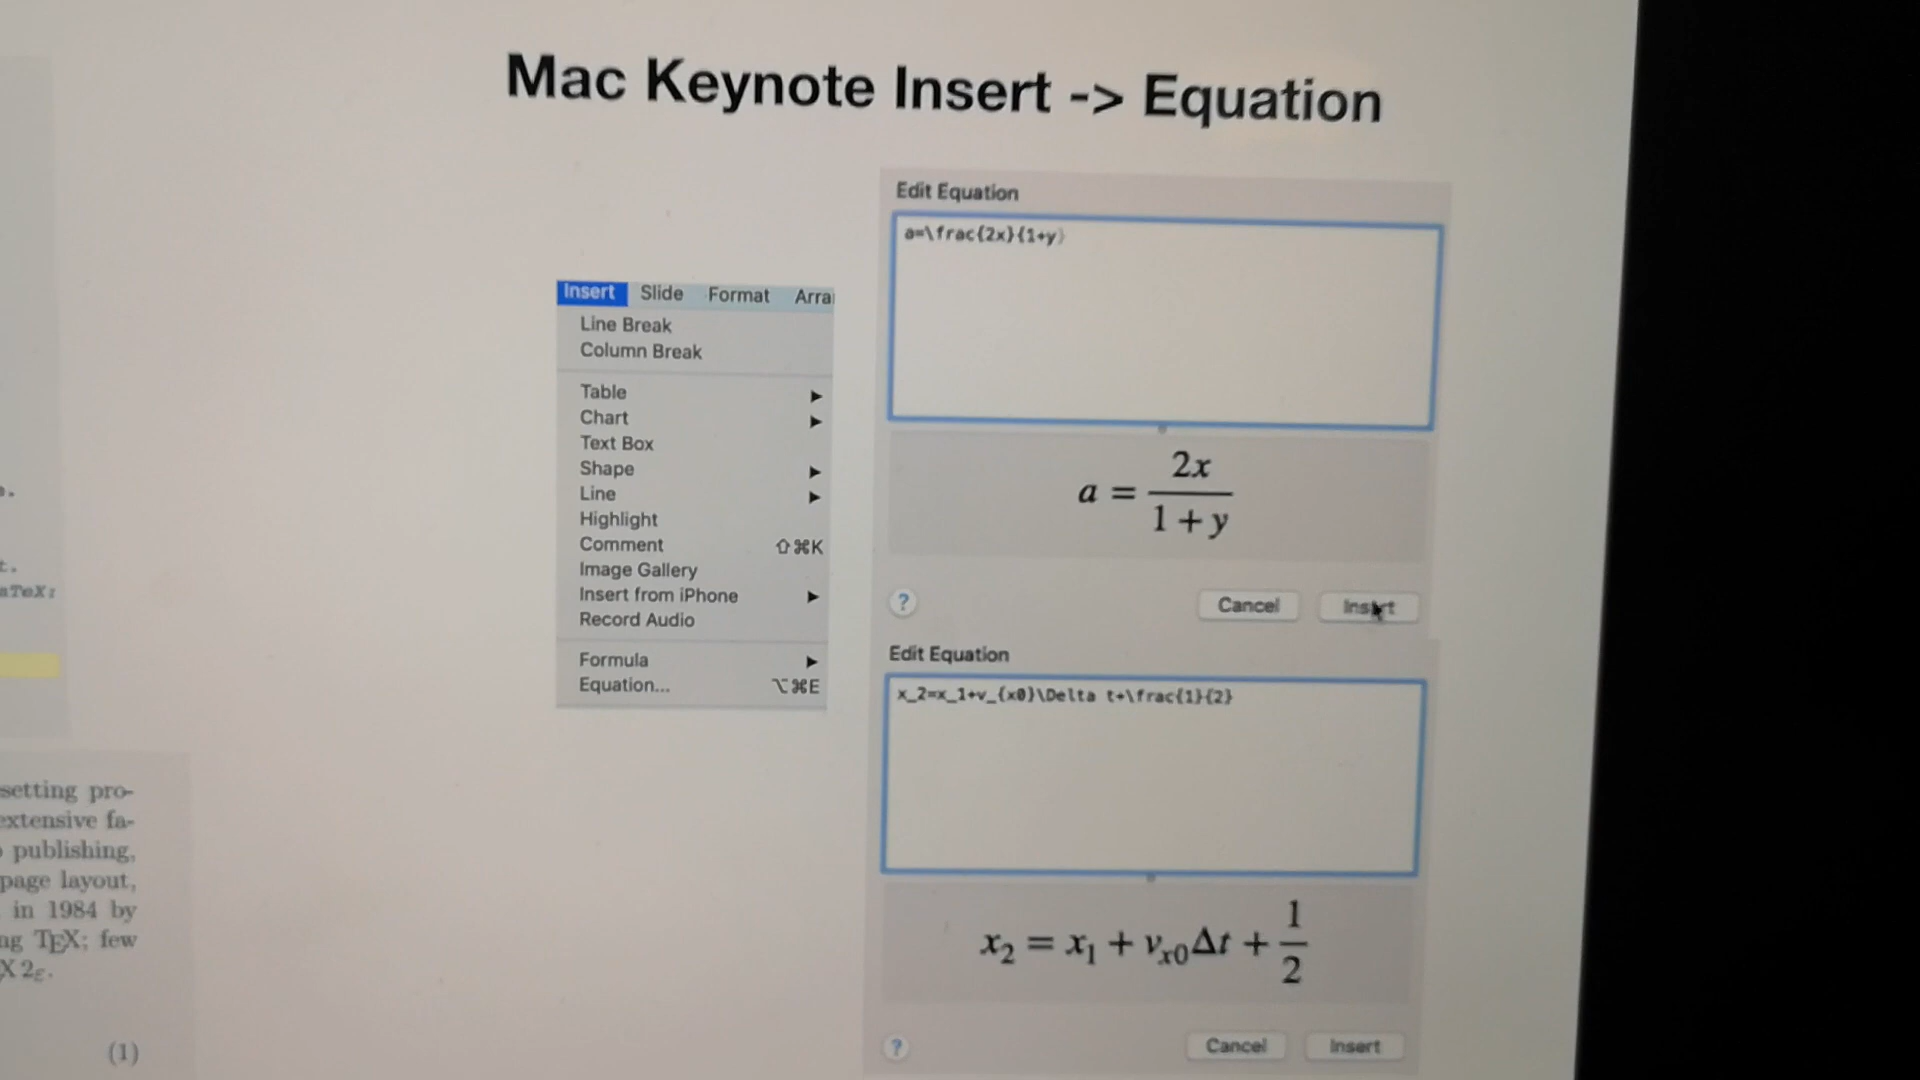 Mac Keynote Insert -> Equation
Edit Equation
a=\frac{2x}{1+y}
a = 2x / 1 + y
? Cancel Insert
Insert Slide Format Arra
Line Break
Column Break
Table
Chart
Text Box
Shape
Line
Highlight
Comment ⇧⌘K
Image Gallery
Insert from iPhone
Record Audio
Formula
Equation... ⌥⌘E
Edit Equation
x_2=x_1+v_{x0}\Delta t+\frac{1}{2}
x₂ = x₁ + vₓ₀Δt + 1/2
? Cancel Insert
t.
aTeX:
setting pro-
extensive fa-
publishing,
page layout,
in 1984 by
ng TEX; few
X 2ε.
(1)